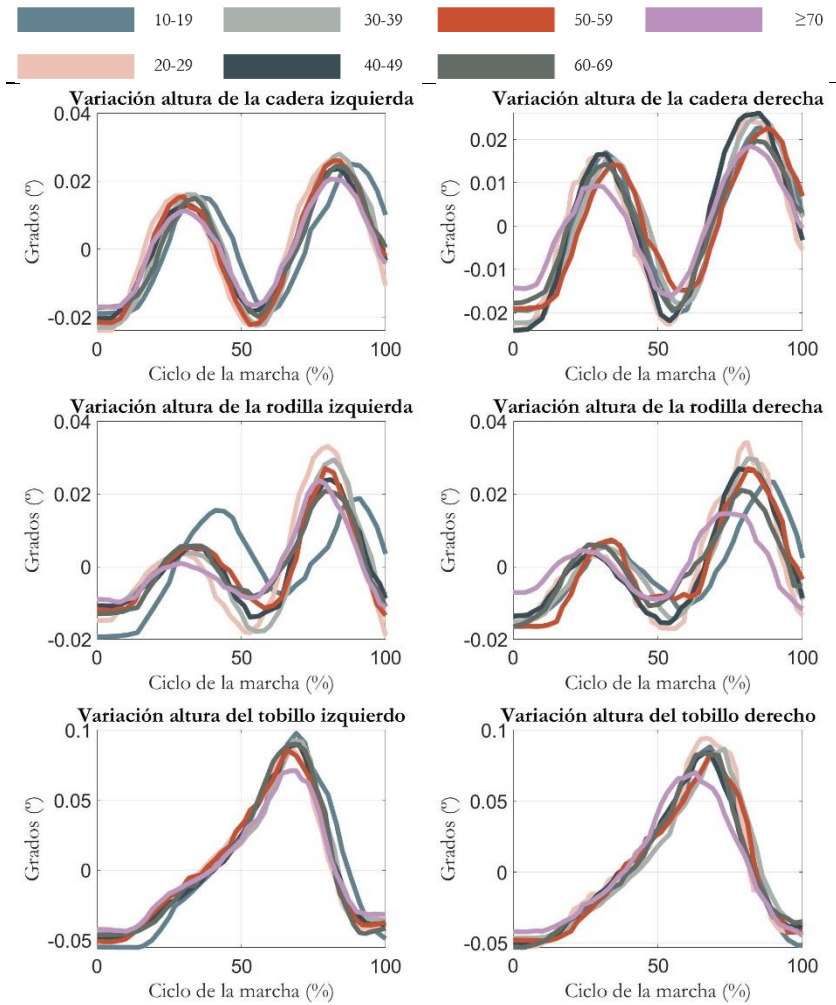 10-19 30-39 50-59 ≥70
20-29 40-49 60-69
Variación altura de la cadera izquierda
0.04
0.02
0
-0.02
Grados (º)
0 50 100
Ciclo de la marcha (%)
Variación altura de la cadera derecha
0.02
0.01
0
-0.01
-0.02
Grados (º)
0 50 100
Ciclo de la marcha (%)
Variación altura de la rodilla izquierda
0.04
0.02
0
-0.02
Grados (º)
0 50 100
Ciclo de la marcha (%)
Variación altura de la rodilla derecha
0.04
0.02
0
-0.02
Grados (º)
0 50 100
Ciclo de la marcha (%)
Variación altura del tobillo izquierdo
0.1
0.05
0
-0.05
Grados (º)
0 50 100
Ciclo de la marcha (%)
Variación altura del tobillo derecho
0.1
0.05
0
-0.05
Grados (º)
0 50 100
Ciclo de la marcha (%)